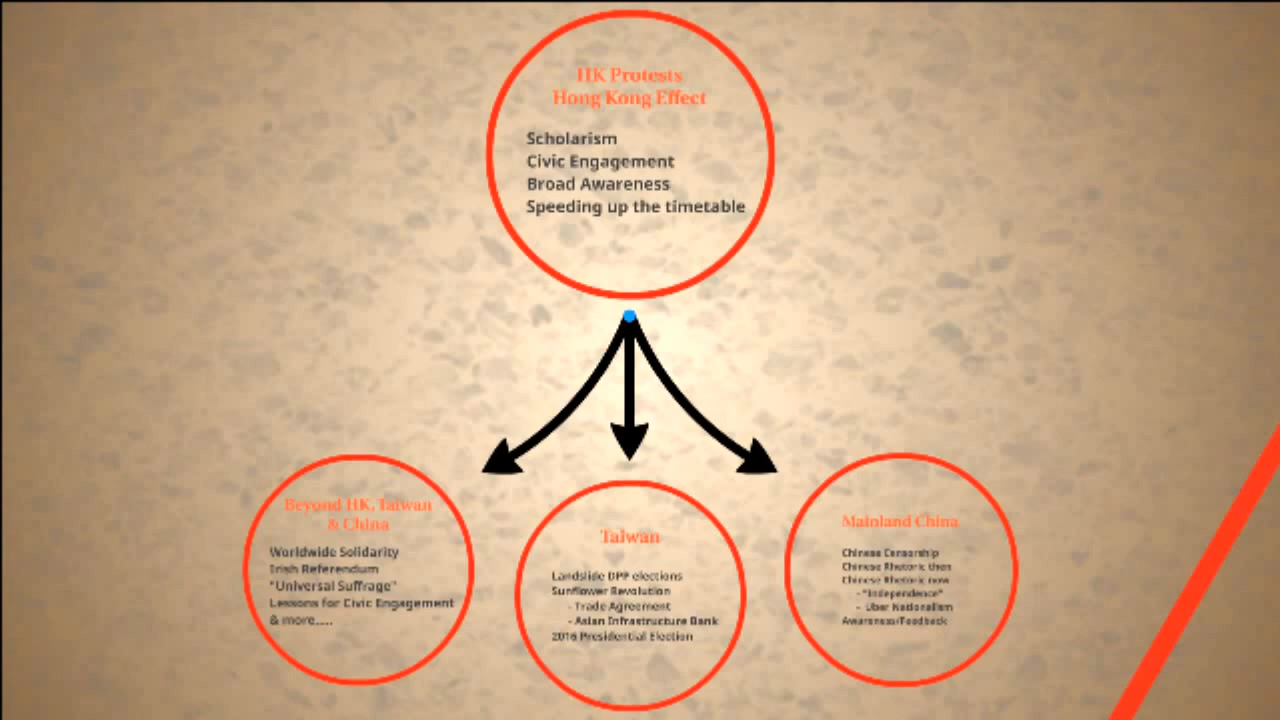 HK Protests
Hong Kong Effect
Scholarism
Civic Engagement
Broad Awareness
Speeding up the timetable
Beyond HK, Taiwan
& China
Worldwide Solidarity
Irish Referendum
"Universal Suffrage"
Lessons for Civic Engagement
& more.....
Taiwan
Landslide DPP elections
Sunflower Revolution
- Trade Agreement
- Asian Infrastructure Bank
2016 Presidential Election
Mainland China
Chinese Censorship
Chinese Rhetoric then
Chinese Rhetoric now
- "Independence"
- Uber Nationalism
Awareness/Feedback